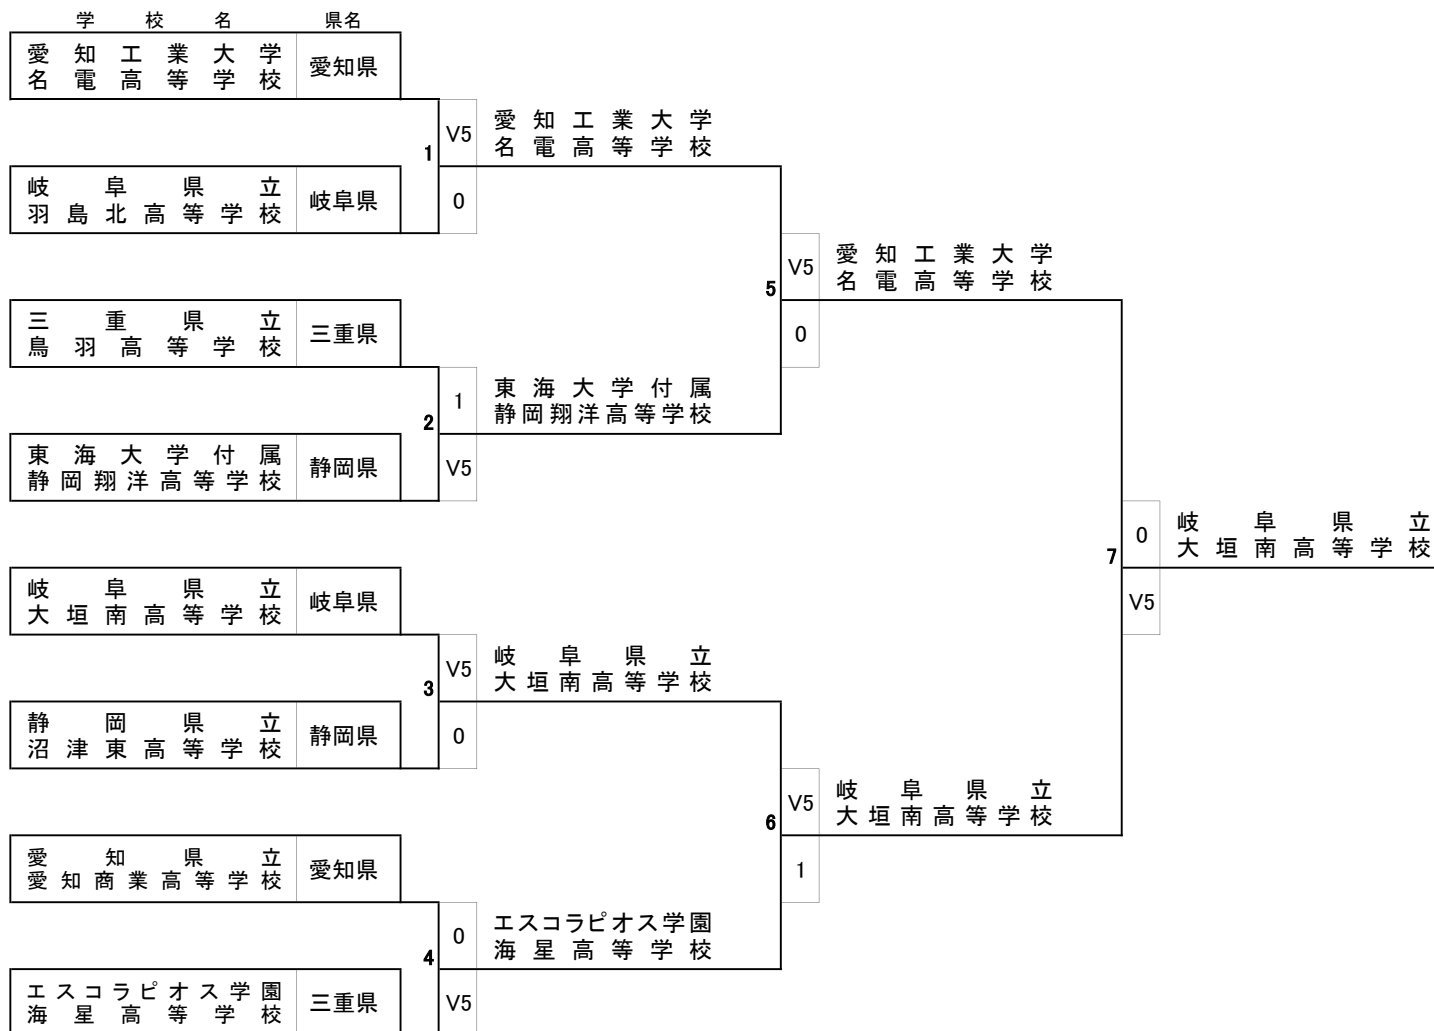 学校名 県名
愛知工業大学
名電高等学校
愛知県
1
V5
0
愛知工業大学
名電高等学校
岐阜県立
羽島北高等学校
岐阜県
5
V5
0
愛知工業大学
名電高等学校
三重県立
鳥羽高等学校
三重県
2
1
V5
東海大学付属
静岡翔洋高等学校
東海大学付属
静岡翔洋高等学校
静岡県
7
0
V5
岐阜県立
大垣南高等学校
岐阜県立
大垣南高等学校
岐阜県
3
V5
0
岐阜県立
大垣南高等学校
静岡県立
沼津東高等学校
静岡県
6
V5
1
岐阜県立
大垣南高等学校
愛知県立
愛知商業高等学校
愛知県
4
0
V5
エスコラピオス学園
海星高等学校
エスコラピオス学園
海星高等学校
三重県